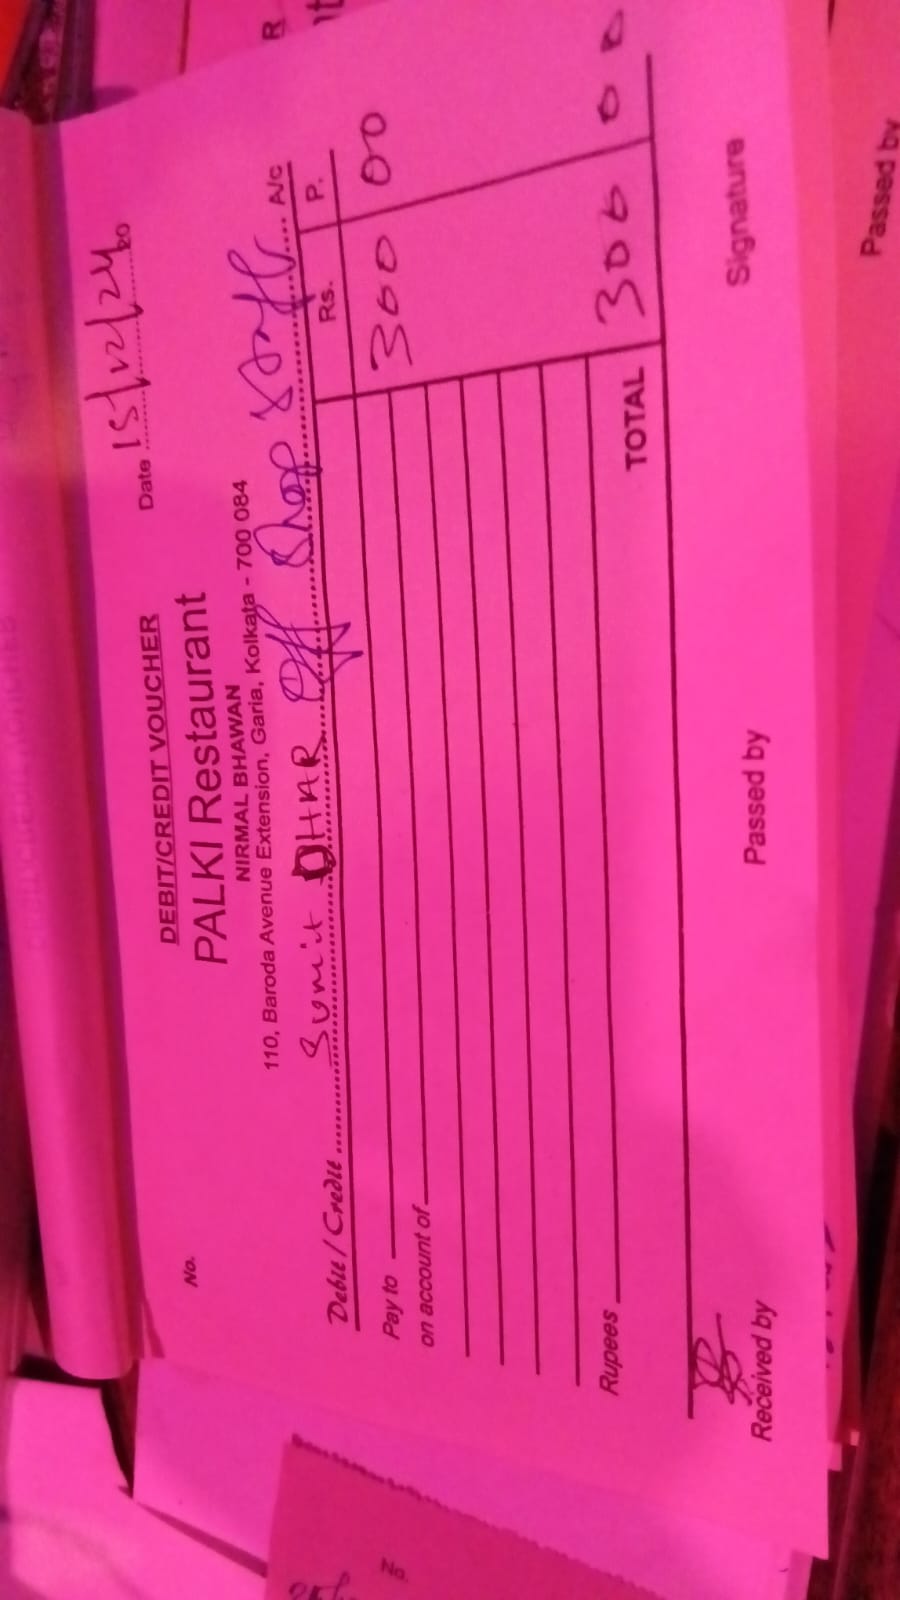 DEBIT/CREDIT VOUCHER
No.
Date 15/12/24 20
PALKI Restaurant
NIRMAL BHAWAN
110, Baroda Avenue Extension, Garia, Kolkata - 700 084
Debit / Credit Sumit DHAR Off Shop Staff A/c
Rs. P.
Pay to 300 00
on account of
Rupees TOTAL 300 00
Received by Passed by Signature
Passed by
No.
R